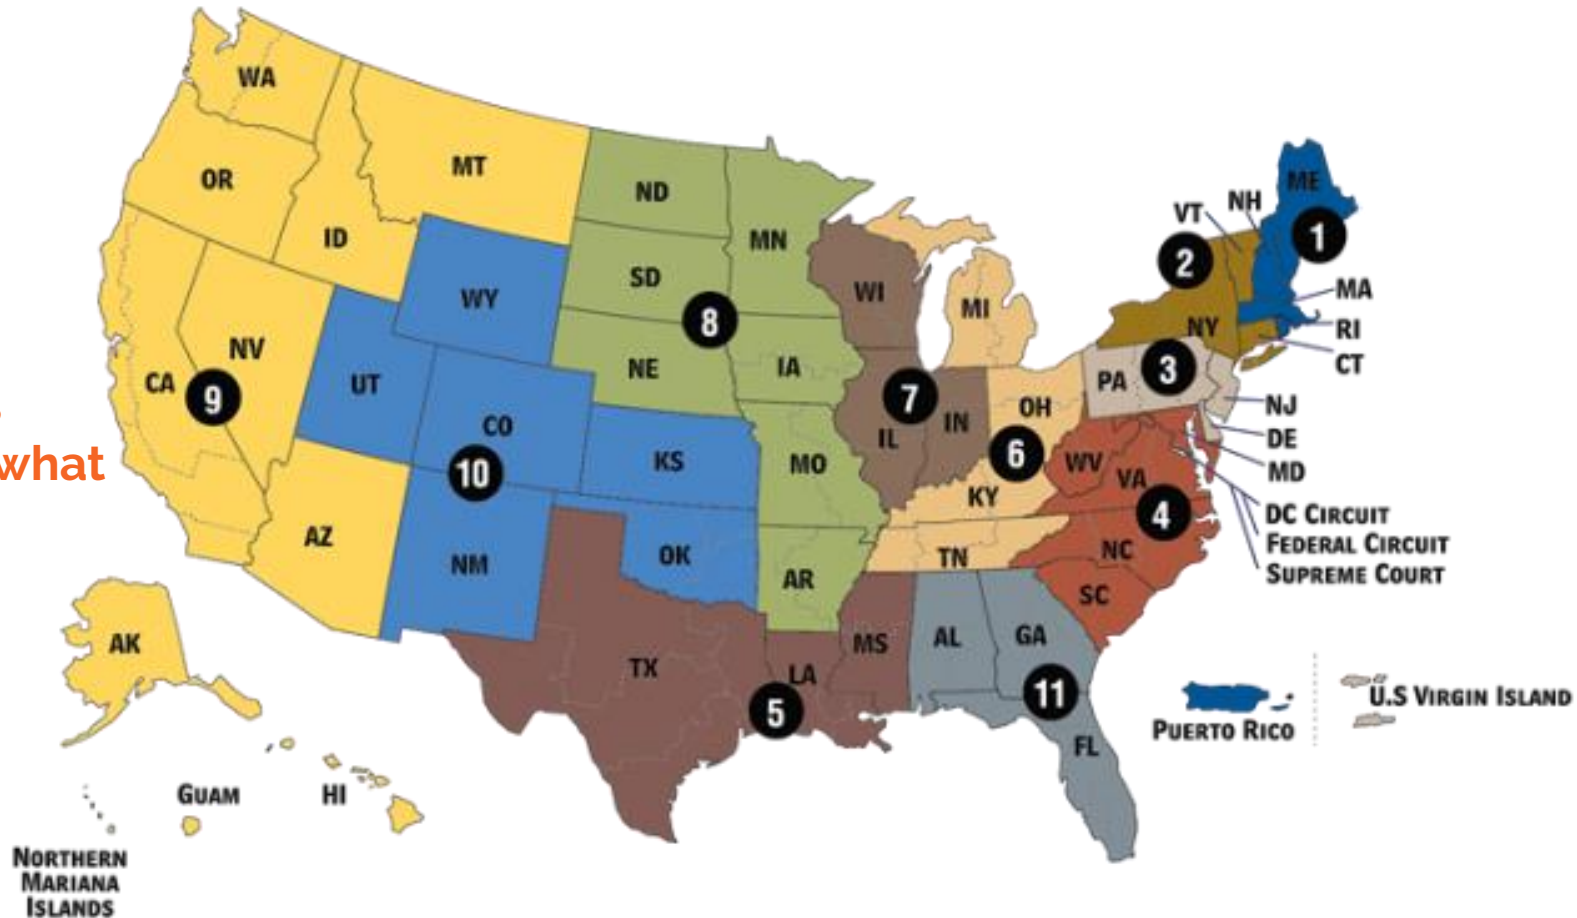 WA
MT
OR
ID
ND
MN
SD
WY
8
NE
IA
WI
MI
VT
NH
ME
1
2
MA
RI
CT
NY
PA
3
NJ
DE
MD
NV
CA
9
UT
CO
10
KS
MO
7
IL
IN
OH
6
KY
WV
VA
4
DC CIRCUIT
FEDERAL CIRCUIT
SUPREME COURT
what
AZ
NM
OK
AR
TN
NC
SC
AK
TX
LA
5
MS
AL
GA
11
FL
PUERTO RICO
U.S VIRGIN ISLAND
GUAM
HI
NORTHERN
MARIANA
ISLANDS